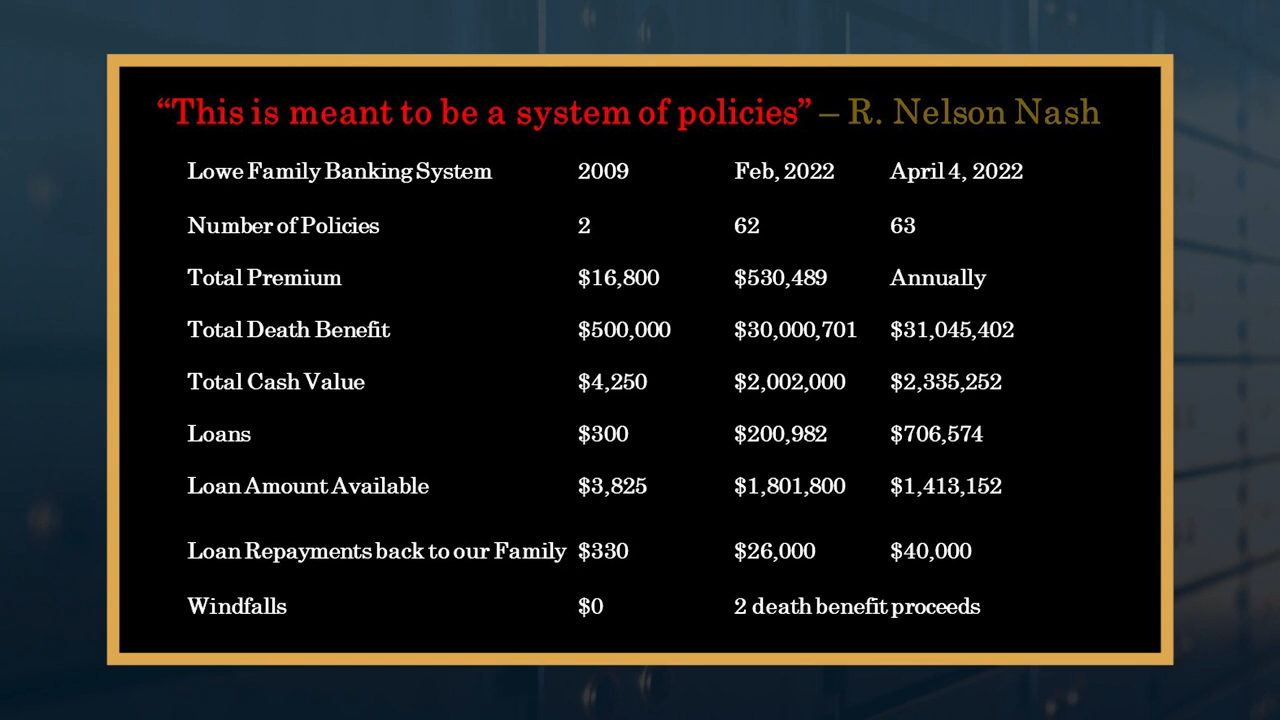 “This is meant to be a system of policies” – R. Nelson Nash
Lowe Family Banking System 2009 Feb, 2022 April 4, 2022
Number of Policies 2 62 63
Total Premium $16,800 $530,489 Annually
Total Death Benefit $500,000 $30,000,701 $31,045,402
Total Cash Value $4,250 $2,002,000 $2,335,252
Loans $300 $200,982 $706,574
Loan Amount Available $3,825 $1,801,800 $1,413,152
Loan Repayments back to our Family $330 $26,000 $40,000
Windfalls $0 2 death benefit proceeds